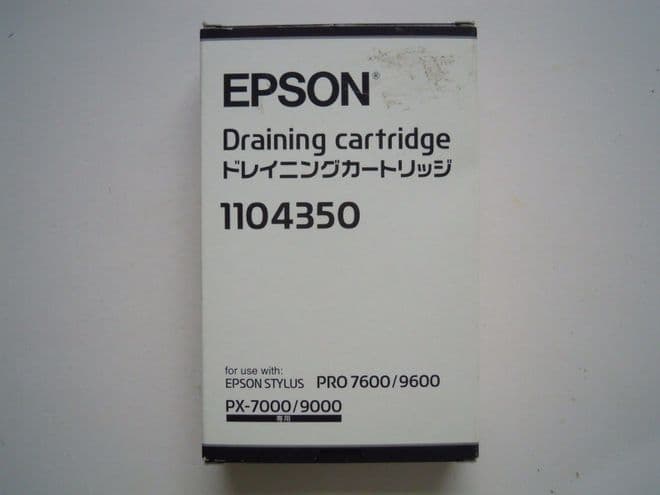 EPSON®
Draining cartridge
ドレイニングカートリッジ
1104350
for use with:
EPSON STYLUS PRO 7600/9600
PX-7000/9000
専用